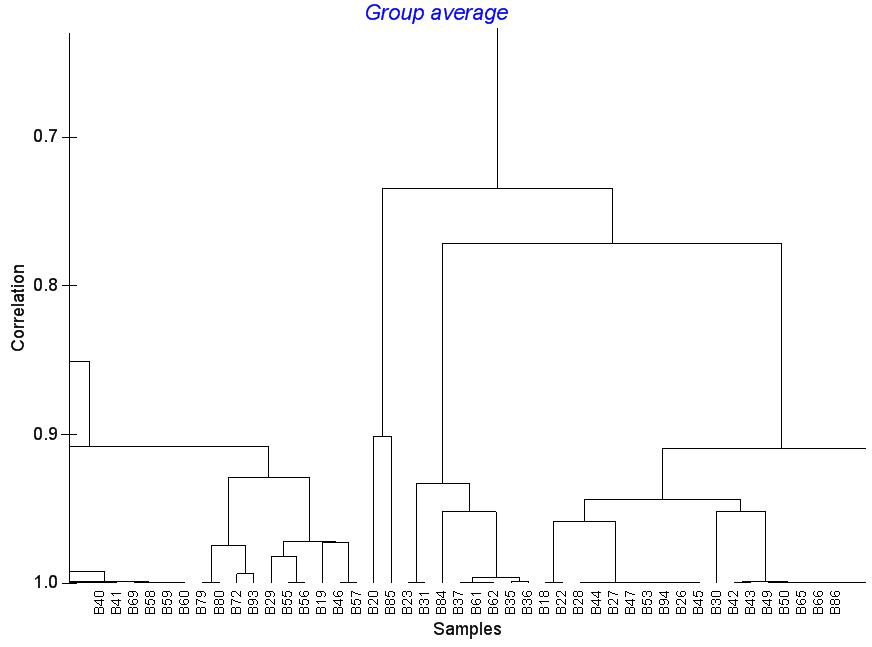 Group average
0.7
0.8
0.9
1.0
Correlation
B40
B41
B69
B58
B59
B60
B79
B80
B72
B93
B29
B55
B56
B19
B46
B57
B20
B85
B23
B31
B84
B37
B61
B62
B35
B36
B18
B22
B28
B44
B27
B47
B53
B94
B26
B45
B30
B42
B43
B49
B50
B65
B66
B86
Samples